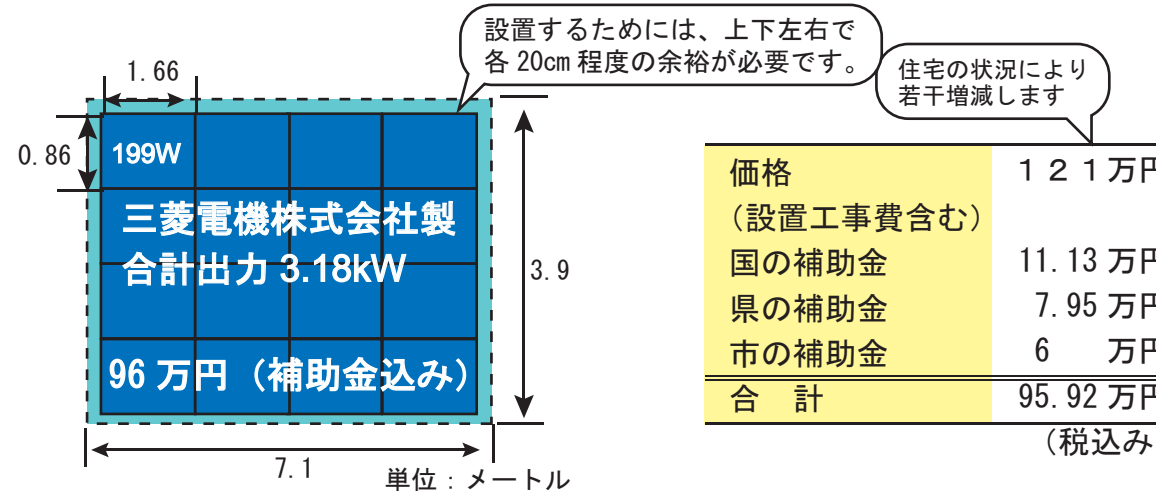 設置するためには、上下左右で
各20cm程度の余裕が必要です。
住宅の状況により
若干増減します
1.66
0.86
199W
三菱電機株式会社製
合計出力 3.18kW
96 万円（補助金込み）
3.9
7.1
単位：メートル
価格 １２１万円
（設置工事費含む）
国の補助金 11.13 万円
県の補助金 7.95 万円
市の補助金 6 万円
合　計 95.92 万円
（税込み